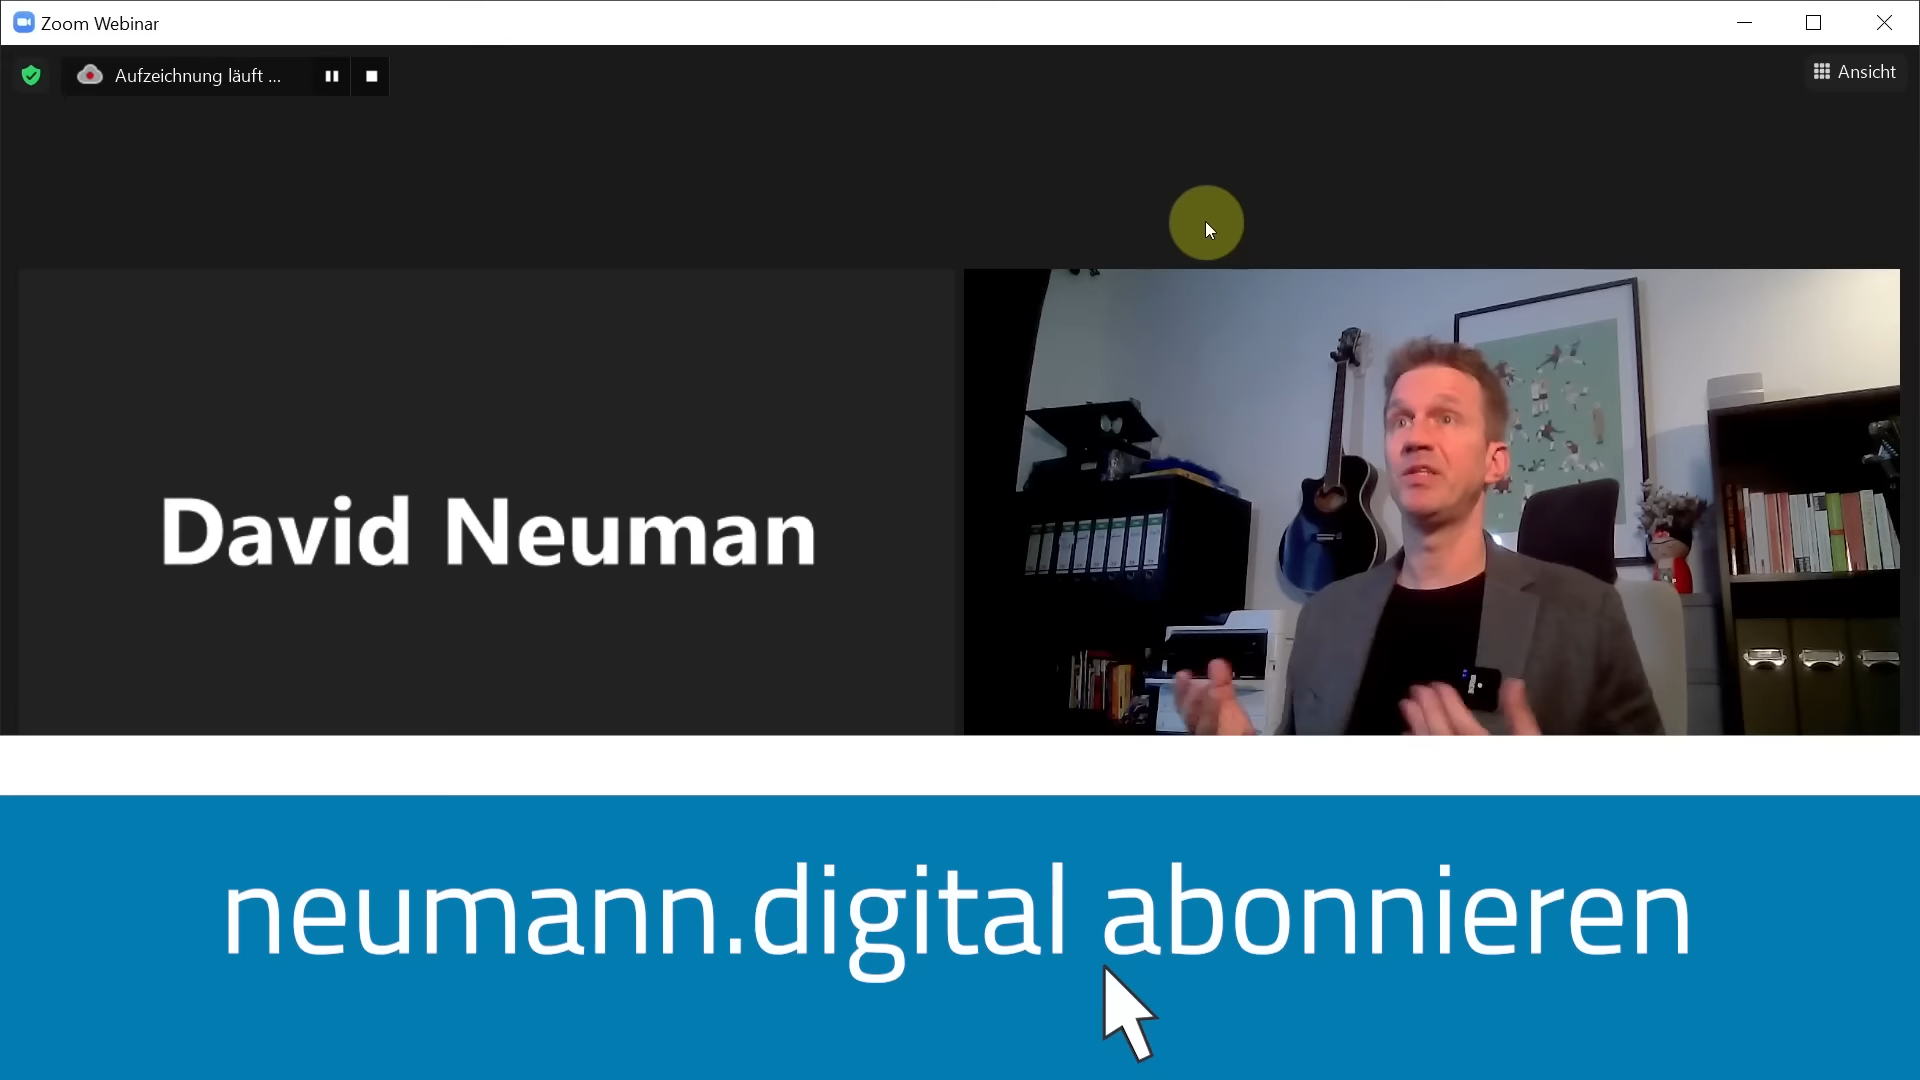 Zoom Webinar
Aufzeichnung läuft ...
Ansicht
David Neuman
neumann.digital abonnieren